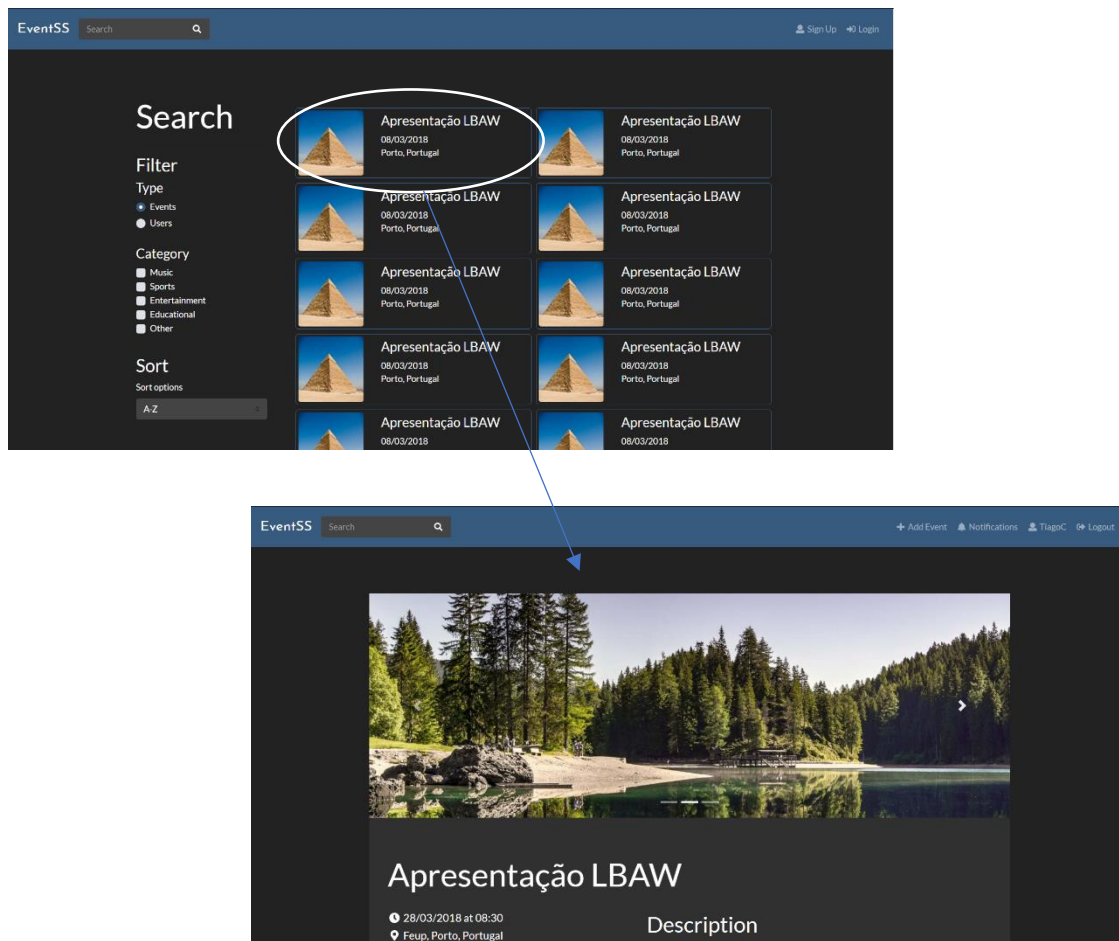 EventSS Search Sign Up Login
Search
Filter
Type
Events
Users
Category
Music
Sports
Entertainment
Educational
Other
Sort
Sort options
A-Z
Apresentação LBAW
08/03/2018
Porto, Portugal
Apresentação LBAW
08/03/2018
Porto, Portugal
Apresentação LBAW
08/03/2018
Porto, Portugal
Apresentação LBAW
08/03/2018
Porto, Portugal
Apresentação LBAW
08/03/2018
Porto, Portugal
Apresentação LBAW
08/03/2018
Porto, Portugal
Apresentação LBAW
08/03/2018
Porto, Portugal
Apresentação LBAW
08/03/2018
Porto, Portugal
Apresentação LBAW
08/03/2018
Apresentação LBAW
08/03/2018
EventSS Search + Add Event Notifications TiagoC Logout
Apresentação LBAW
28/03/2018 at 08:30
Feup, Porto, Portugal
Description